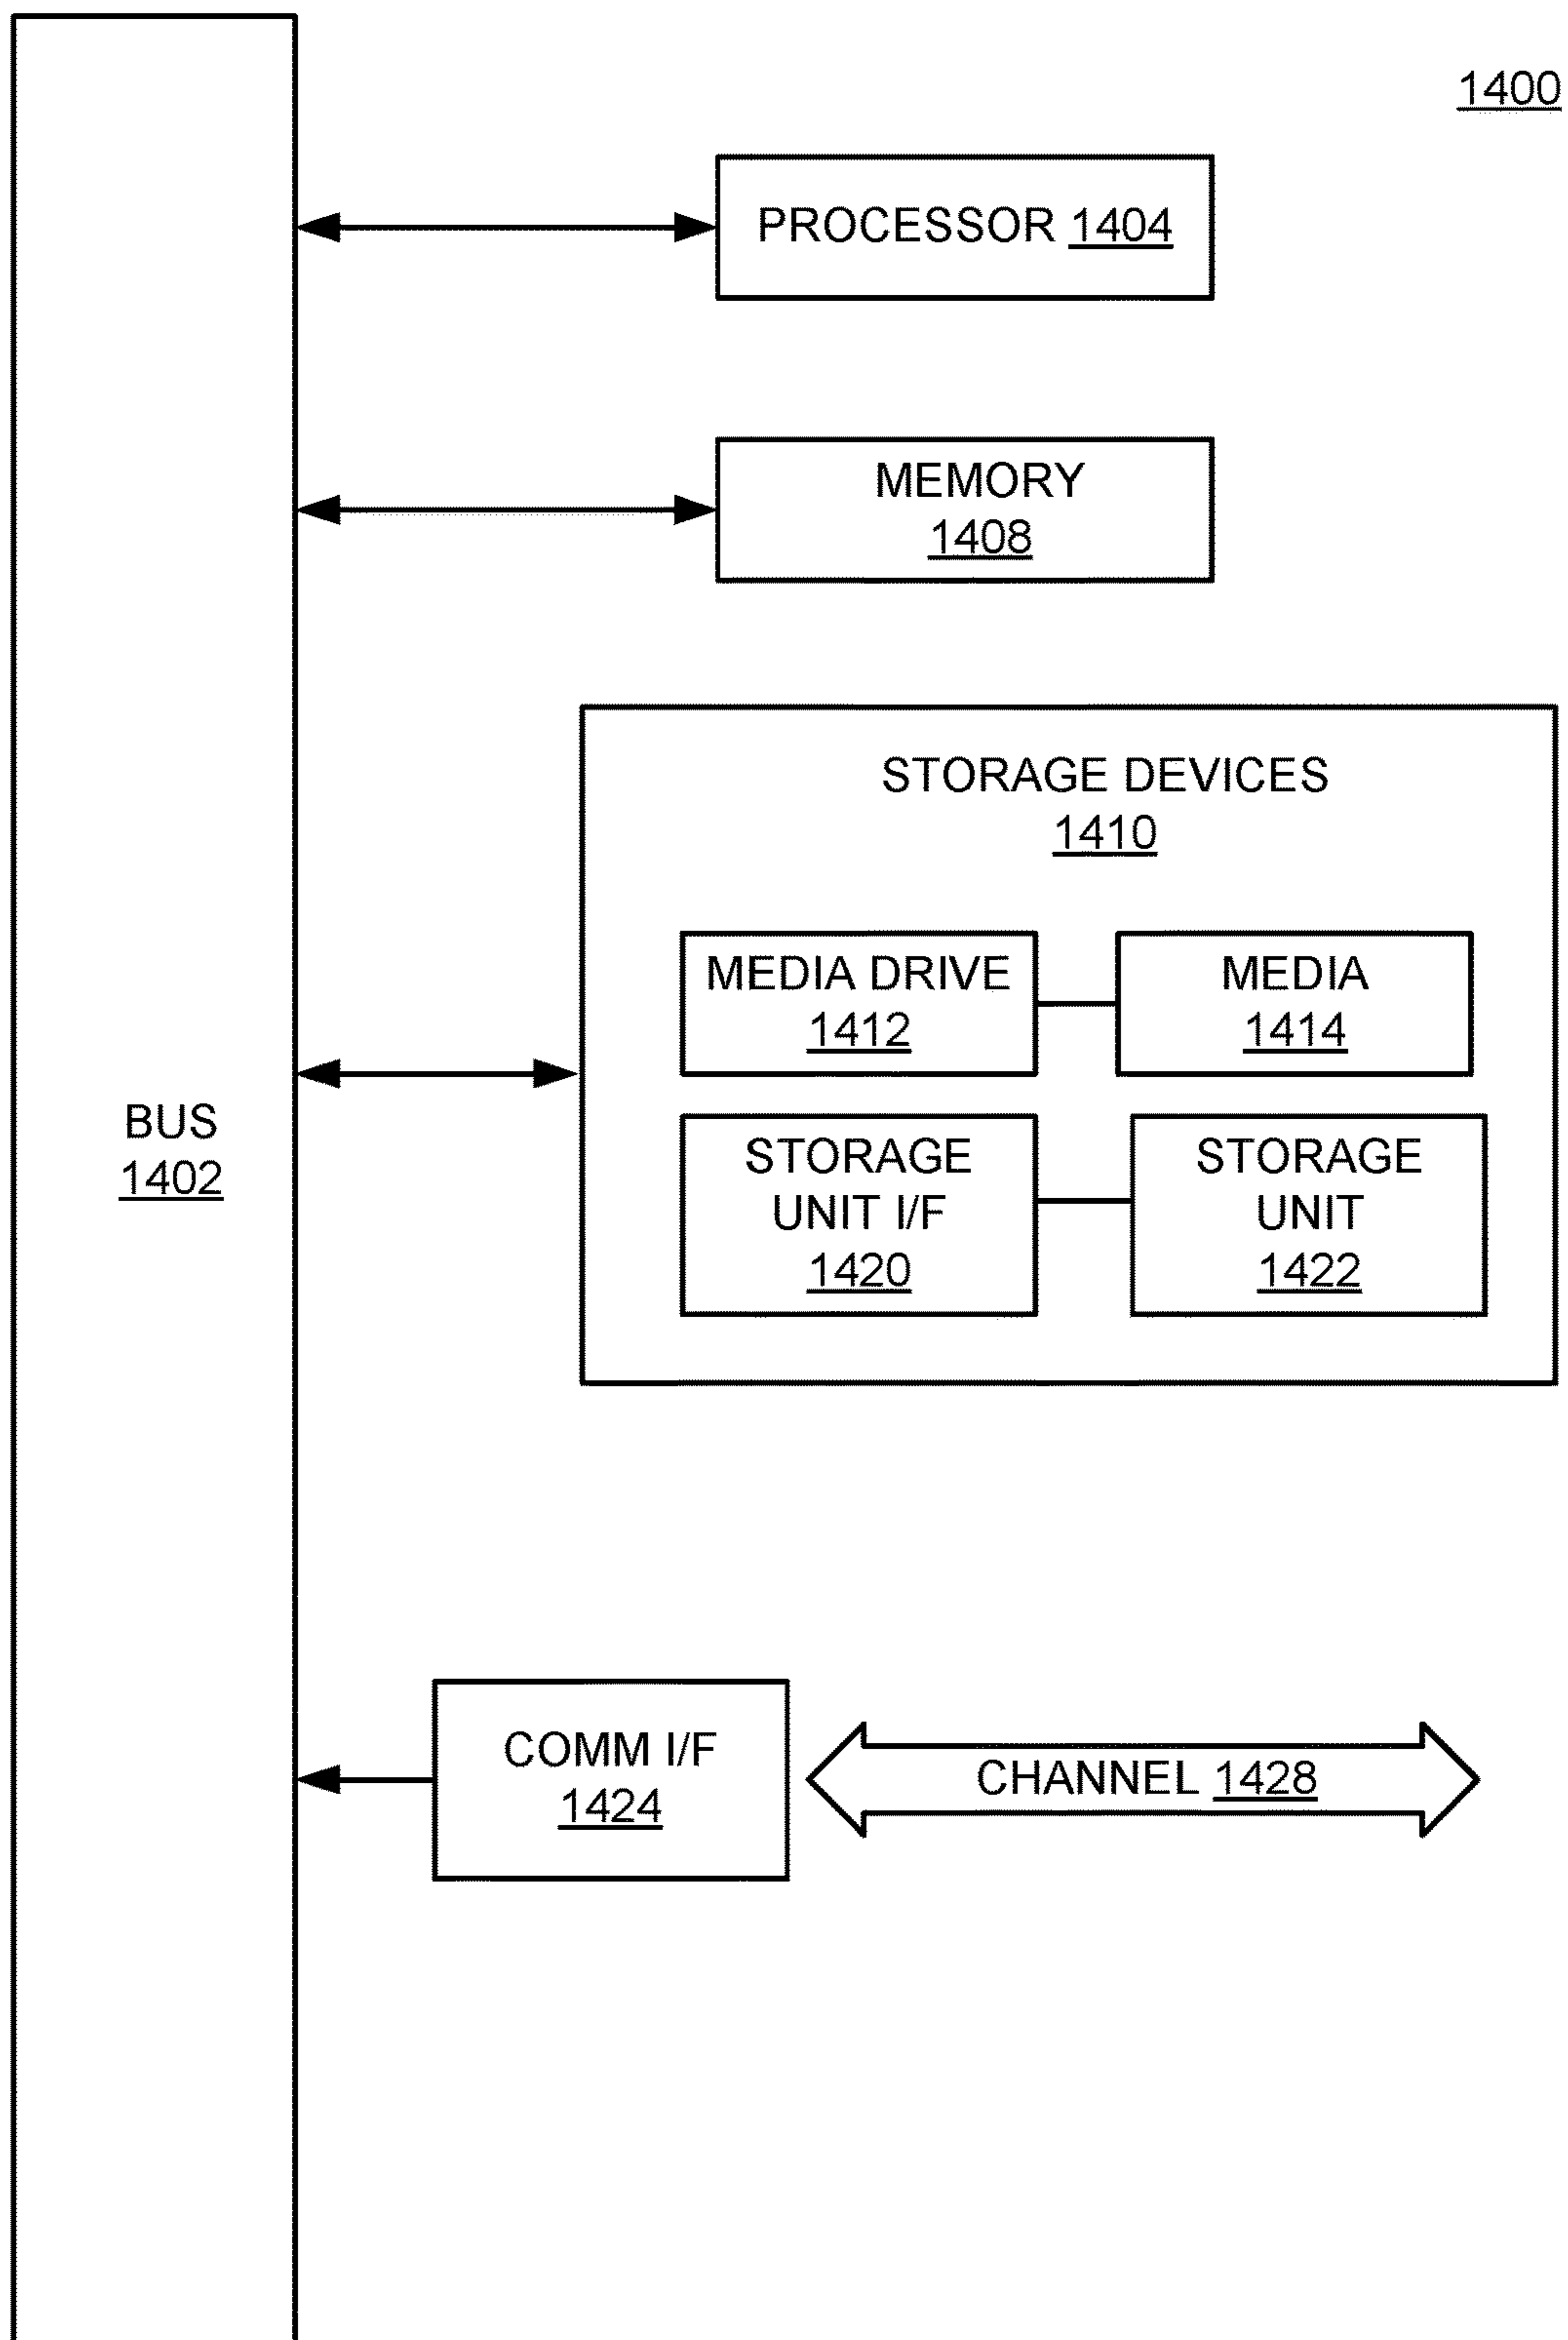 1400
PROCESSOR 1404
MEMORY
1408
STORAGE DEVICES
1410
MEDIA DRIVE
1412
MEDIA
1414
BUS
1402
STORAGE
UNIT I/F
1420
STORAGE
UNIT
1422
COMM I/F
1424
CHANNEL 1428